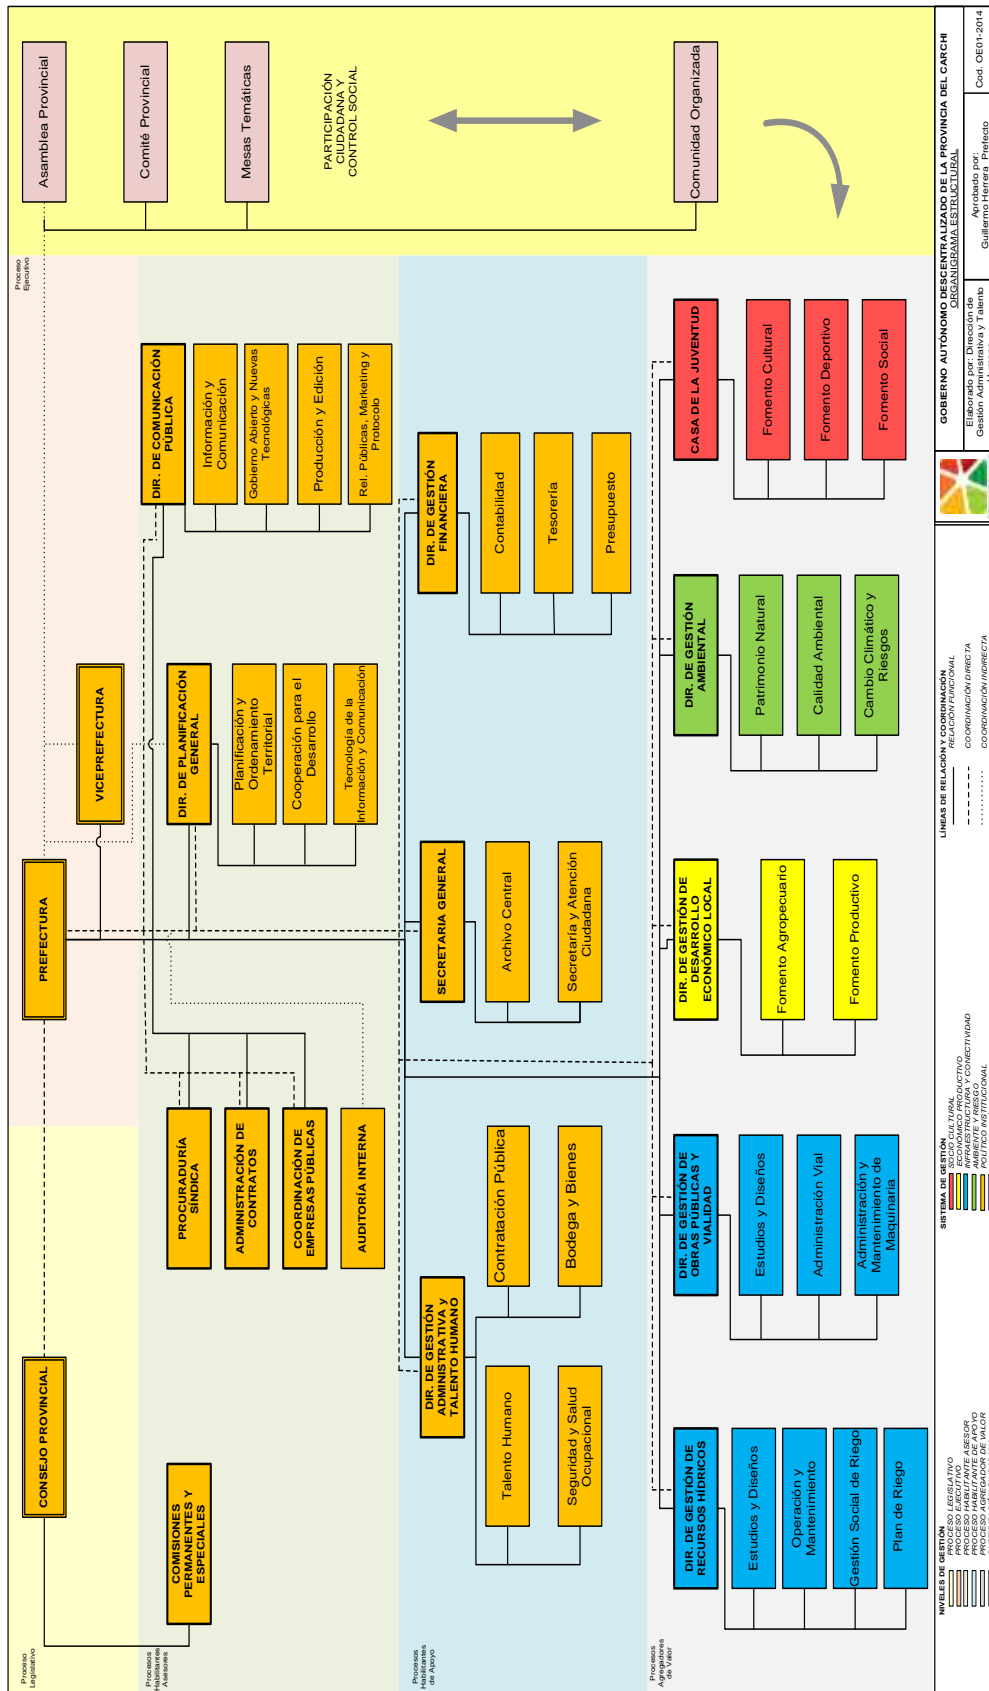 Proceso
Legislativo
CONSEJO PROVINCIAL
PREFECTURA
VICEPREFECTURA
Proceso
Ejecutivo
Asamblea Provincial
Comité Provincial
Mesas Temáticas
PARTICIPACIÓN
CIUDADANA Y
CONTROL SOCIAL
Comunidad Organizada
Procesos
Habilitantes
Asesores
COMISIONES
PERMANENTES Y
ESPECIALES
PROCURADURÍA
SÍNDICA
ADMINISTRACIÓN DE
CONTRATOS
COORDINACIÓN DE
EMPRESAS PÚBLICAS
AUDITORÍA INTERNA
DIR. DE PLANIFICACIÓN
GENERAL
Planificación y
Ordenamiento
Territorial
Cooperación para el
Desarrollo
Tecnología de la
Información y Comunicación
DIR. DE COMUNICACIÓN
PÚBLICA
Información y
Comunicación
Gobierno Abierto y Nuevas
Tecnológicas
Producción y Edición
Rel. Públicas, Marketing y
Protocolo
Procesos
Habilitantes
de Apoyo
DIR. DE GESTIÓN
ADMINISTRATIVA y
TALENTO HUMANO
Talento Humano
Seguridad y Salud
Ocupacional
Contratación Pública
Bodega y Bienes
SECRETARIA GENERAL
Archivo Central
Secretaría y Atención
Ciudadana
DIR. DE GESTIÓN
FINANCIERA
Contabilidad
Tesorería
Presupuesto
Procesos
Agregadores
de Valor
DIR. DE GESTIÓN DE
RECURSOS HÍDRICOS
Estudios y Diseños
Operación y
Mantenimiento
Gestión Social de Riego
Plan de Riego
DIR. DE GESTIÓN DE
OBRAS PÚBLICAS Y
VIALIDAD
Estudios y Diseños
Administración Vial
Administración y
Mantenimiento de
Maquinaria
DIR. DE GESTIÓN DE
DESARROLLO
ECONÓMICO LOCAL
Fomento Agropecuario
Fomento Productivo
DIR. DE GESTIÓN
AMBIENTAL
Patrimonio Natural
Calidad Ambiental
Cambio Climático y
Riesgos
CASA DE LA JUVENTUD
Fomento Cultural
Fomento Deportivo
Fomento Social
NIVELES DE GESTIÓN
PROCESO LEGISLATIVO
PROCESO EJECUTIVO
PROCESO HABILITANTE ASESOR
PROCESO HABILITANTE DE APOYO
PROCESO AGREGADOR DE VALOR
SISTEMA DE GESTIÓN
SOCIO CULTURAL
ECONÓMICO PRODUCTIVO
INFRAESTRUCTURA Y CONECTIVIDAD
AMBIENTE Y RIESGO
POLÍTICO INSTITUCIONAL
LÍNEAS DE RELACIÓN Y COORDINACIÓN
RELACIÓN FUNCIONAL
COORDINACIÓN DIRECTA
COORDINACIÓN INDIRECTA
GOBIERNO AUTÓNOMO DESCENTRALIZADO DE LA PROVINCIA DEL CARCHI
ORGANIGRAMA ESTRUCTURAL
Elaborado por: Dirección de
Gestión Administrativa y Talento
Aprobado por:
Guillermo Herrera Prefecto
Cod. OE01-2014